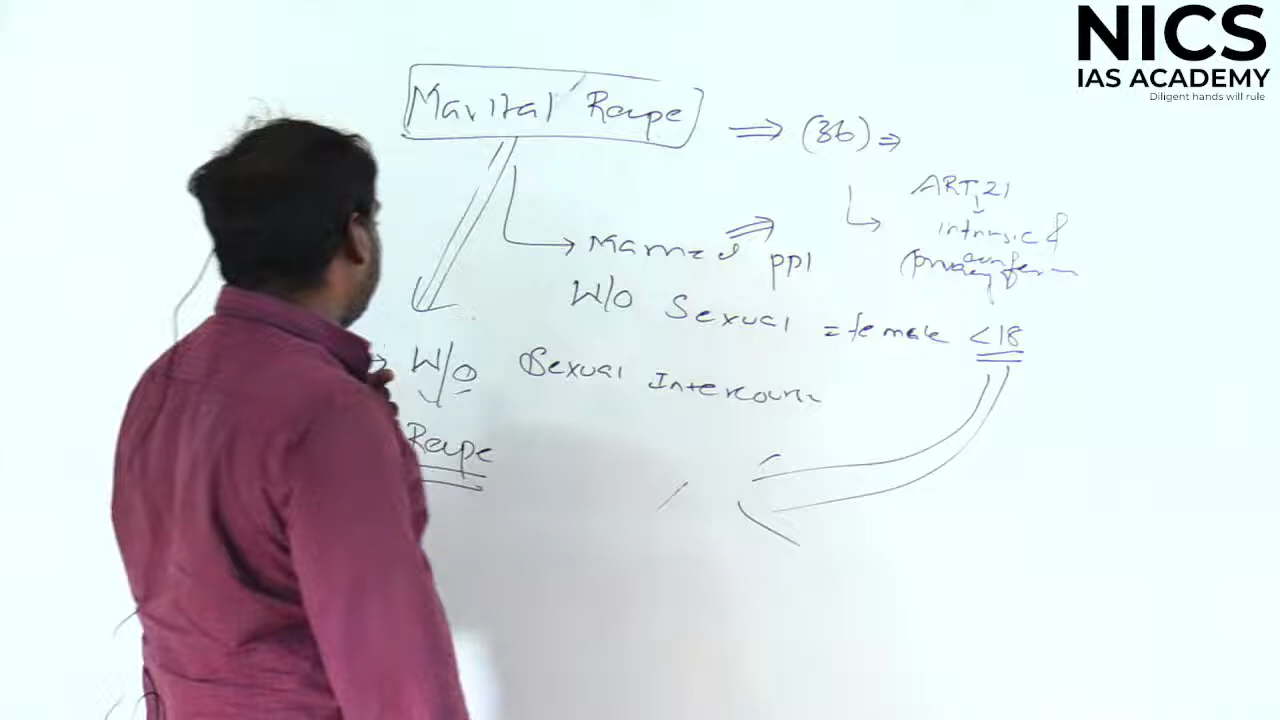 NICS
IAS ACADEMY
Diligent hands will rule
Marital Rape ⇒ (36) ⇒
ART 21
intrinsic &
Married ppl
W/O Sexual = female < 18
W/O Sexual Intercourse
Rape